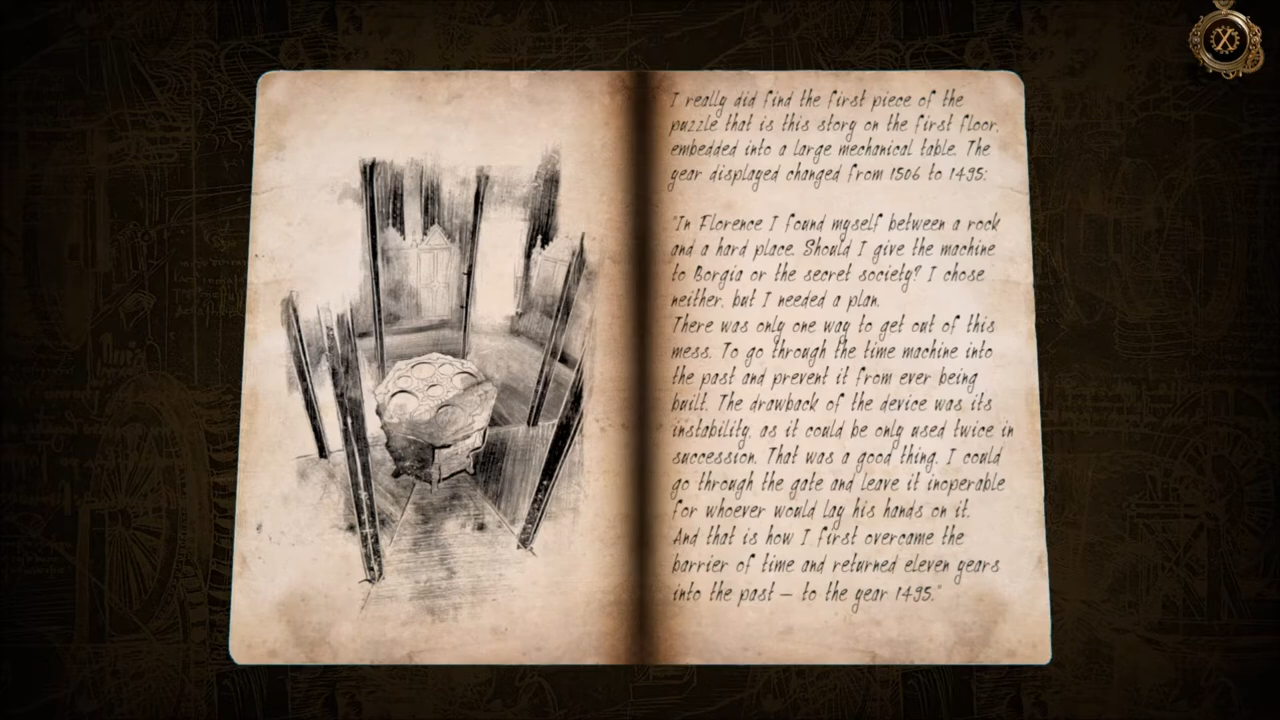 I really did find the first piece of the
puzzle that is this story on the first floor,
embedded into a large mechanical table. The
year displayed changed from 1506 to 1495:
"In Florence I found myself between a rock
and a hard place. Should I give the machine
to Borgia or the secret society? I chose
neither, but I needed a plan.
There was only one way to get out of this
mess. To go through the time machine into
the past and prevent it from ever being
built. The drawback of the device was its
instability, as it could be only used twice in
succession. That was a good thing. I could
go through the gate and leave it inoperable
for whoever would lay his hands on it.
And that is how I first overcame the
barrier of time and returned eleven years
into the past – to the year 1495."